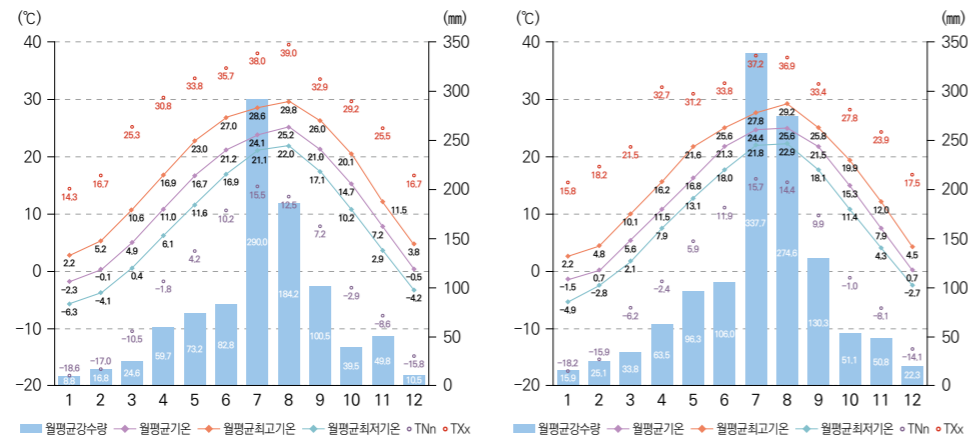 (℃) (㎜)
40 350
30 300
20 250
10 200
0 150
−10 100
−20 50
0
14.3 16.7 25.3 30.8 33.8 35.7 38.0 39.0 32.9 29.2 25.5 16.7
2.2 5.2 10.6 16.9 23.0 27.0 28.6 29.8 26.0 20.1 11.5 3.8
−2.3 −0.1 4.9 11.0 16.7 21.2 24.1 25.2 21.0 14.7 7.2 −0.5
−6.3 −4.1 0.4 6.1 11.6 16.9 21.1 22.0 17.1 10.2 2.9 −4.2
−18.6 −17.0 −10.5 −1.8 4.2 10.2 15.5 12.5 7.2 −2.9 −8.6 −15.8
8.8 16.8 24.6 59.7 73.2 82.8 290.0 184.2 100.5 39.5 49.8 10.5
1 2 3 4 5 6 7 8 9 10 11 12
월평균강수량 월평균기온 월평균최고기온 월평균최저기온 TNn TXx
(℃) (㎜)
40 350
30 300
20 250
10 200
0 150
−10 100
−20 50
0
15.8 18.2 21.5 32.7 31.2 33.8 37.2 36.9 33.4 27.8 23.9 17.5
2.2 4.8 10.1 16.2 21.6 25.6 27.8 29.2 25.8 19.9 12.0 4.5
−1.5 0.7 5.6 11.5 16.8 21.3 24.4 25.6 21.5 15.3 7.9 0.7
−4.9 −2.8 2.1 7.9 13.1 18.0 21.8 22.9 18.1 11.4 4.3 −2.7
−18.2 −15.9 −6.2 −2.4 5.9 11.9 15.7 14.4 9.9 −1.0 −8.1 −14.1
15.9 25.1 33.8 63.5 96.3 106.0 337.7 274.6 130.3 51.1 50.8 22.3
1 2 3 4 5 6 7 8 9 10 11 12
월평균강수량 월평균기온 월평균최고기온 월평균최저기온 TNn TXx